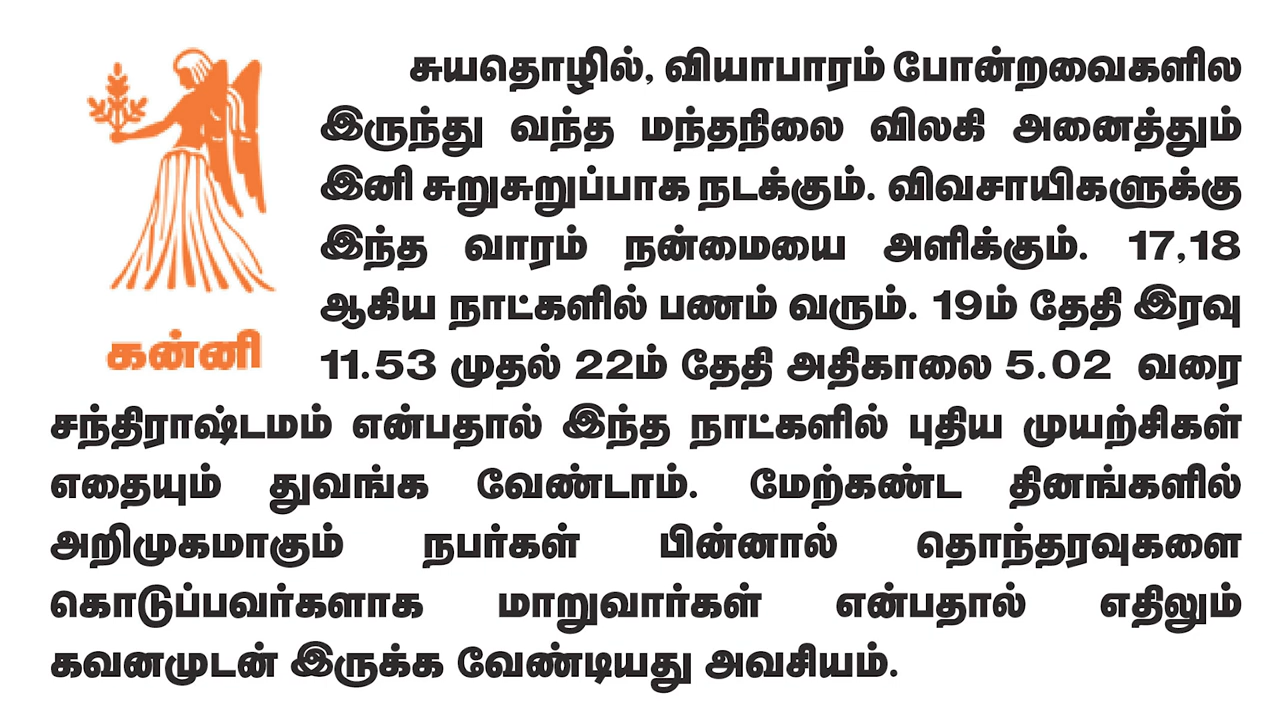 சுயதொழில், வியாபாரம் போன்றவைகளில
இருந்து வந்த மந்தநிலை விலகி அனைத்தும்
இனி சுறுசுறுப்பாக நடக்கும். விவசாயிகளுக்கு
இந்த வாரம் நன்மையை அளிக்கும். 17,18
ஆகிய நாட்களில் பணம் வரும். 19ம் தேதி இரவு
கன்னி
11.53 முதல் 22ம் தேதி அதிகாலை 5.02 வரை
சந்திராஷ்டமம் என்பதால் இந்த நாட்களில் புதிய முயற்சிகள்
எதையும் துவங்க வேண்டாம். மேற்கண்ட தினங்களில்
அறிமுகமாகும் நபர்கள் பின்னால் தொந்தரவுகளை
கொடுப்பவர்களாக மாறுவார்கள் என்பதால் எதிலும்
கவனமுடன் இருக்க வேண்டியது அவசியம்.